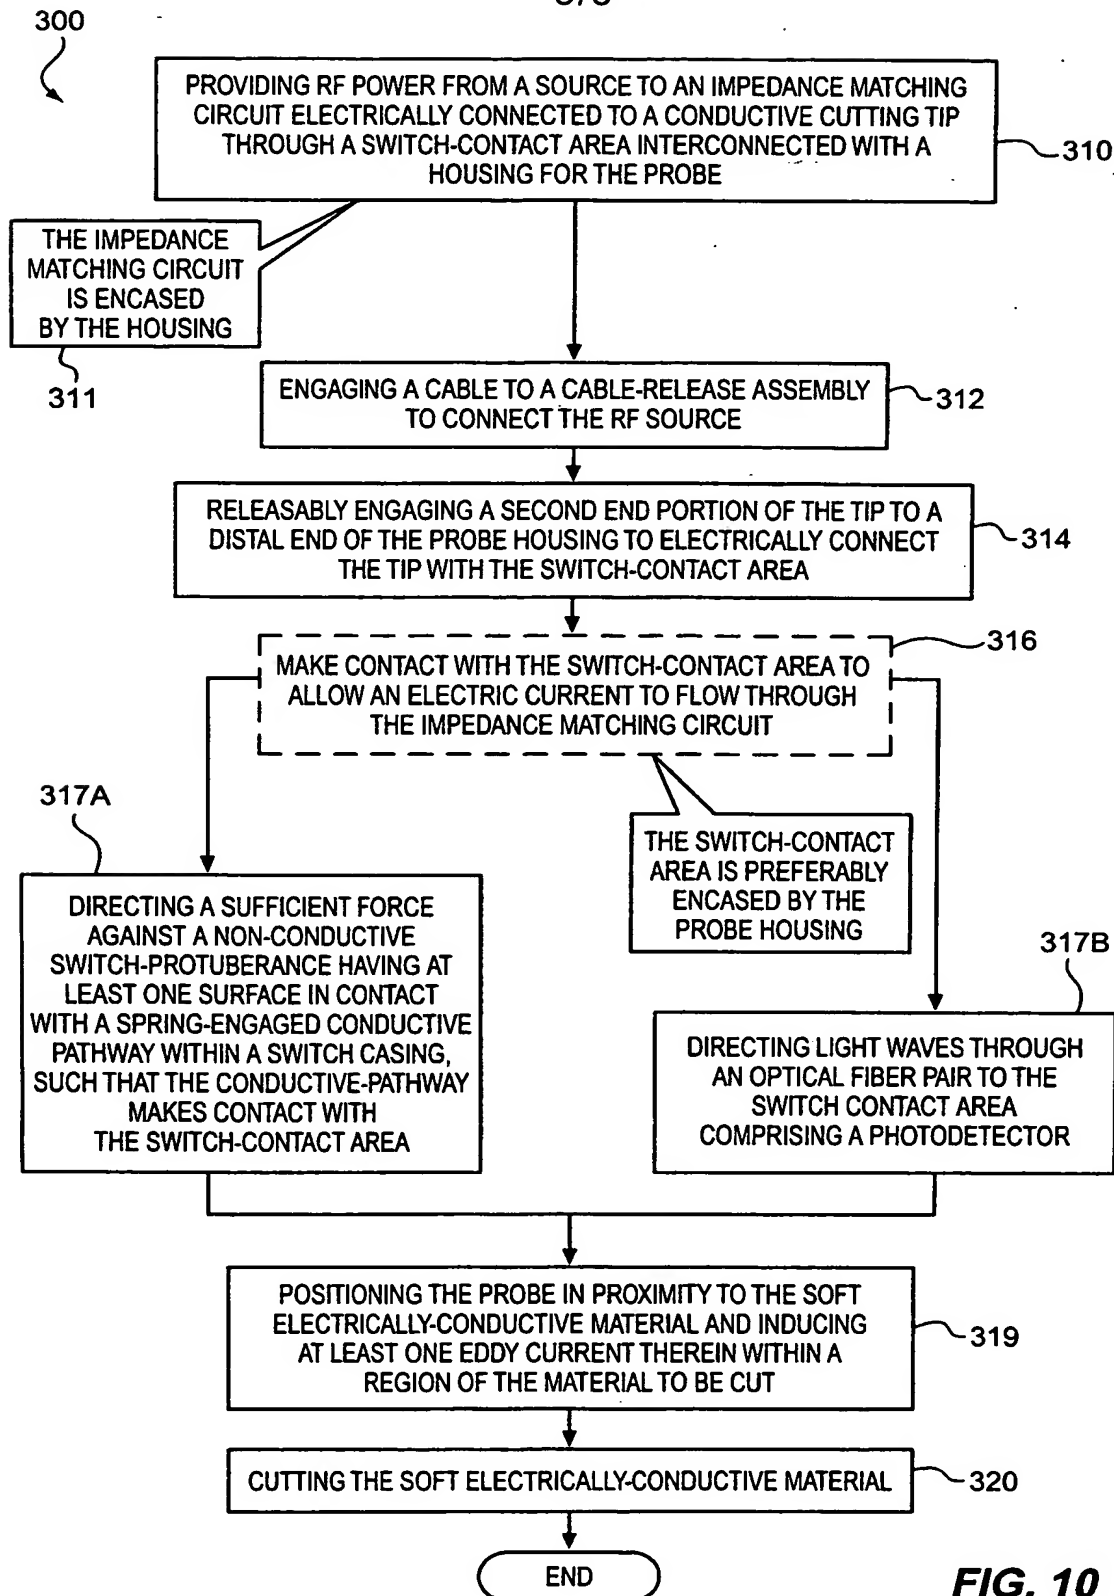 300
PROVIDING RF POWER FROM A SOURCE TO AN IMPEDANCE MATCHING
CIRCUIT ELECTRICALLY CONNECTED TO A CONDUCTIVE CUTTING TIP
THROUGH A SWITCH-CONTACT AREA INTERCONNECTED WITH A
HOUSING FOR THE PROBE
310
THE IMPEDANCE
MATCHING CIRCUIT
IS ENCASED
BY THE HOUSING
311
ENGAGING A CABLE TO A CABLE-RELEASE ASSEMBLY
TO CONNECT THE RF SOURCE
312
RELEASABLY ENGAGING A SECOND END PORTION OF THE TIP TO A
DISTAL END OF THE PROBE HOUSING TO ELECTRICALLY CONNECT
THE TIP WITH THE SWITCH-CONTACT AREA
314
316
MAKE CONTACT WITH THE SWITCH-CONTACT AREA TO
ALLOW AN ELECTRIC CURRENT TO FLOW THROUGH
THE IMPEDANCE MATCHING CIRCUIT
THE SWITCH-CONTACT
AREA IS PREFERABLY
ENCASED BY THE
PROBE HOUSING
317A
DIRECTING A SUFFICIENT FORCE
AGAINST A NON-CONDUCTIVE
SWITCH-PROTUBERANCE HAVING AT
LEAST ONE SURFACE IN CONTACT
WITH A SPRING-ENGAGED CONDUCTIVE
PATHWAY WITHIN A SWITCH CASING,
SUCH THAT THE CONDUCTIVE-PATHWAY
MAKES CONTACT WITH
THE SWITCH-CONTACT AREA
317B
DIRECTING LIGHT WAVES THROUGH
AN OPTICAL FIBER PAIR TO THE
SWITCH CONTACT AREA
COMPRISING A PHOTODETECTOR
POSITIONING THE PROBE IN PROXIMITY TO THE SOFT
ELECTRICALLY-CONDUCTIVE MATERIAL AND INDUCING
AT LEAST ONE EDDY CURRENT THEREIN WITHIN A
REGION OF THE MATERIAL TO BE CUT
319
CUTTING THE SOFT ELECTRICALLY-CONDUCTIVE MATERIAL
320
END
FIG. 10